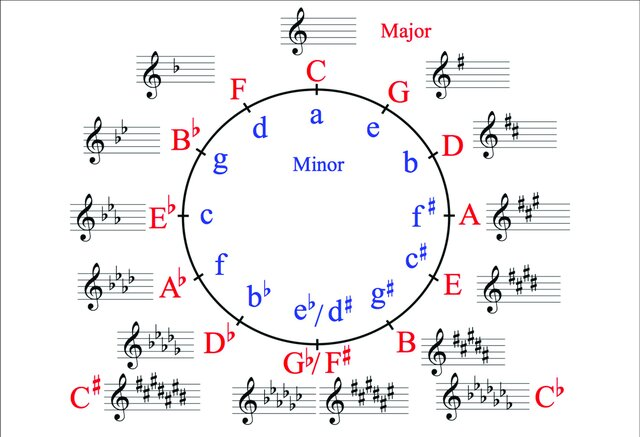 Major
C
F
G
a
d
e
B♭
D
Minor
g
b
E♭
c
f♯
A
f
c♯
A♭
E
b♭
g♯
e♭/d♯
D♭
B
G♭/F♯
C♯
C♭